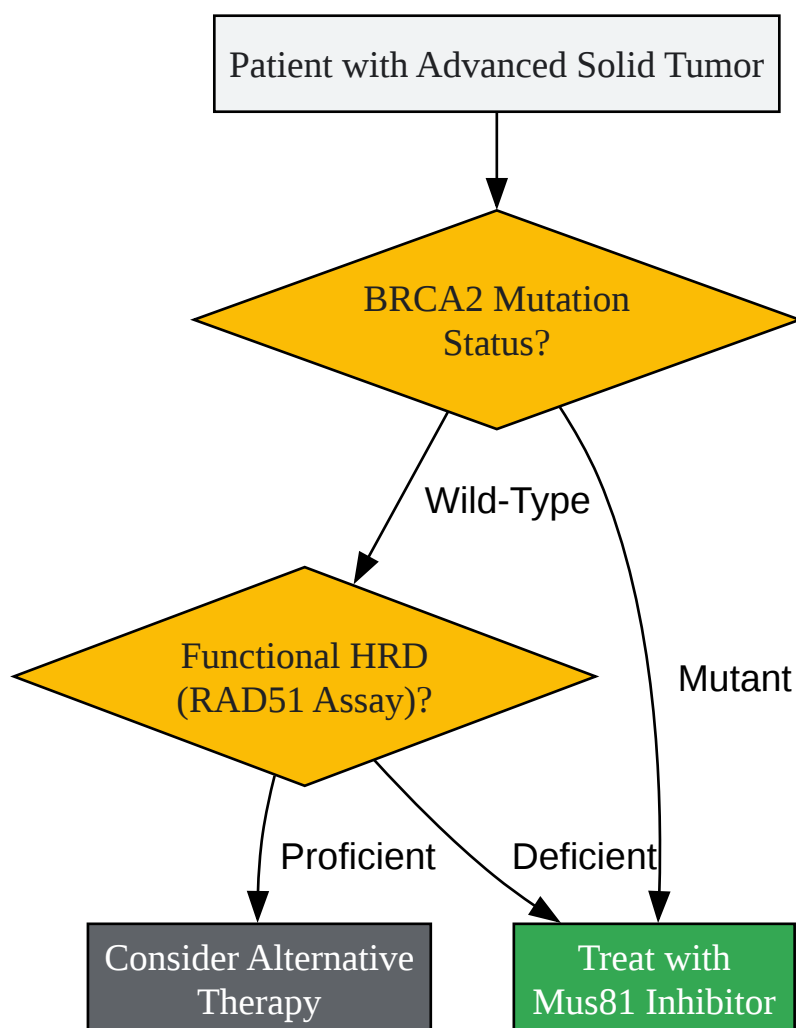 Patient with Advanced Solid Tumor
BRCA2 Mutation
Status?
Wild-Type
Functional HRD
(RAD51 Assay)?
Mutant
Proficient
Deficient
Consider Alternative
Therapy
Treat with
Mus81 Inhibitor